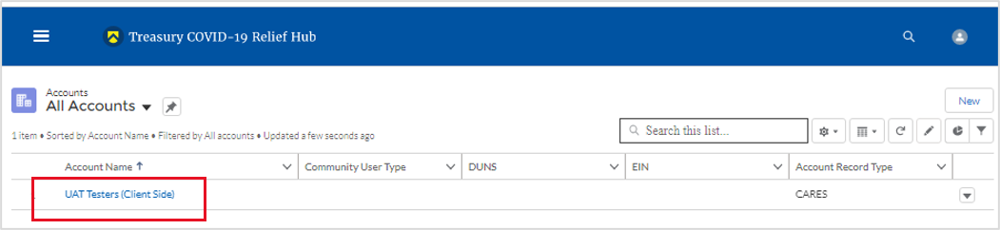 Treasury COVID-19 Relief Hub
Accounts
All Accounts
New
1 item • Sorted by Account Name • Filtered by All accounts • Updated a few seconds ago
Search this list...
Account Name ↑ Community User Type DUNS EIN Account Record Type
UAT Testers (Client Side) CARES